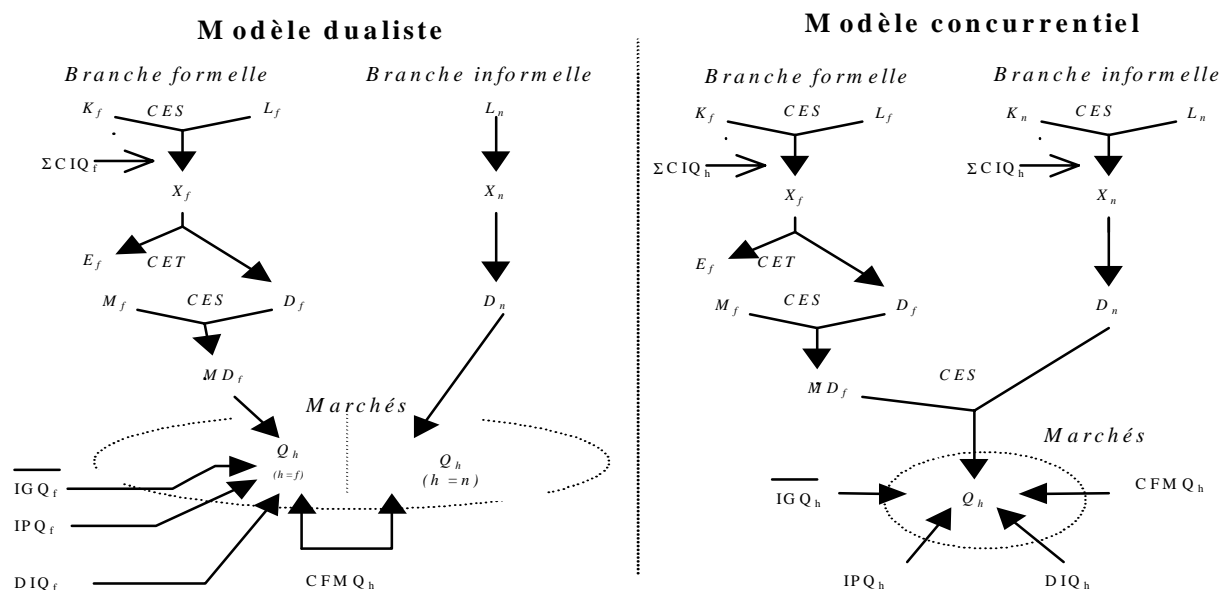 Modèle dualiste
Branche formelle
Branche informelle
K_f
CES
L_f
L_n
ΣCIQ_f
X_f
X_n
E_f
CET
M_f
CES
D_f
D_n
MD_f
Marchés
Q_h
(h=f)
Q_h
(h=n)
IGQ_f
IPQ_f
DIQ_f
CFMQ_h
Modèle concurrentiel
Branche formelle
Branche informelle
K_f
CES
L_f
K_n
CES
L_n
ΣCIQ_h
ΣCIQ_h
X_f
X_n
E_f
CET
M_f
CES
D_f
D_n
MD_f
CES
Marchés
IGQ_h
Q_h
CFMQ_h
IPQ_h
DIQ_h